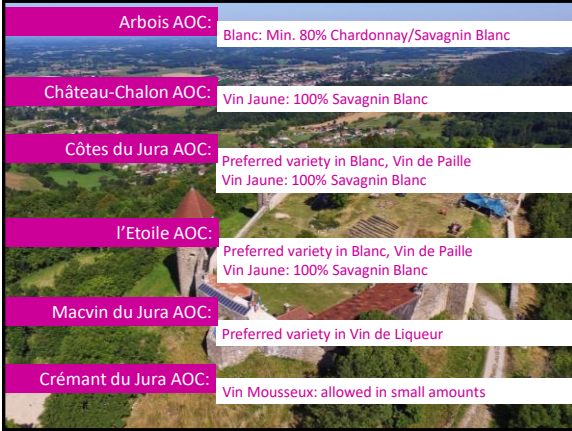 Arbois AOC:
Blanc: Min. 80% Chardonnay/Savagnin Blanc
Château-Chalon AOC:
Vin Jaune: 100% Savagnin Blanc
Côtes du Jura AOC:
Preferred variety in Blanc, Vin de Paille
Vin Jaune: 100% Savagnin Blanc
l'Etoile AOC:
Preferred variety in Blanc, Vin de Paille
Vin Jaune: 100% Savagnin Blanc
Macvin du Jura AOC:
Preferred variety in Vin de Liqueur
Crémant du Jura AOC:
Vin Mousseux: allowed in small amounts